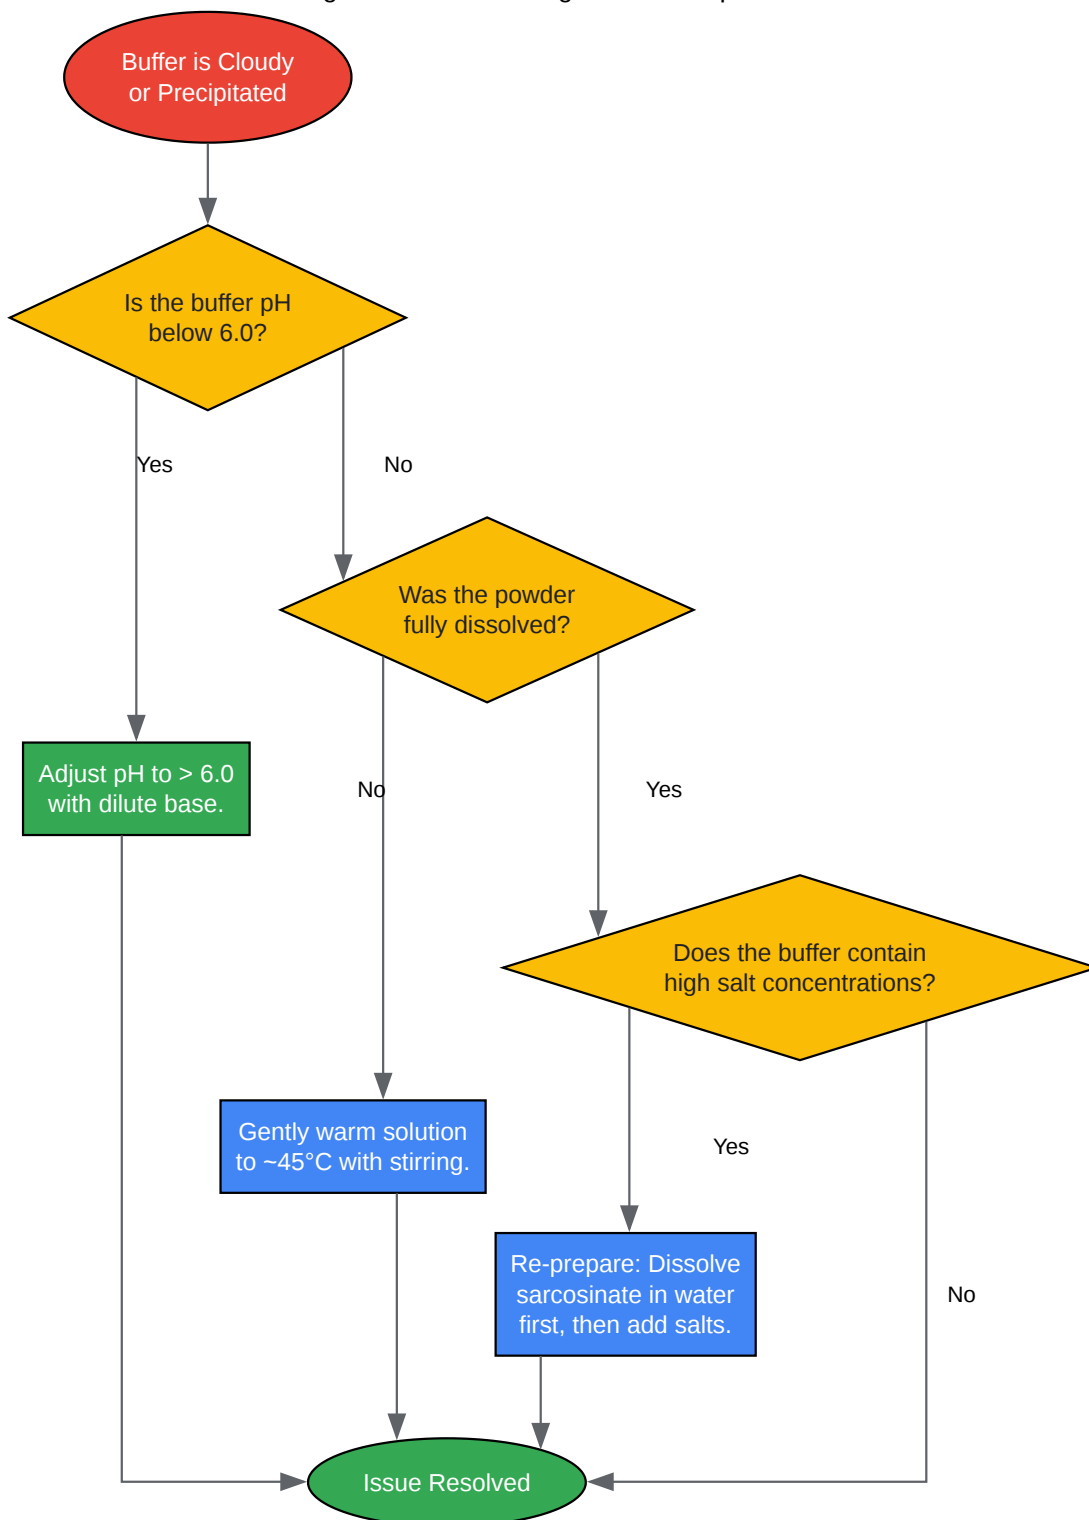 Buffer is Cloudy
or Precipitated
Is the buffer pH
below 6.0?
Yes
No
Was the powder
fully dissolved?
Adjust pH to > 6.0
with dilute base.
No
Yes
Does the buffer contain
high salt concentrations?
Gently warm solution
to ~45°C with stirring.
Yes
Re-prepare: Dissolve
sarcosinate in water
first, then add salts.
No
Issue Resolved